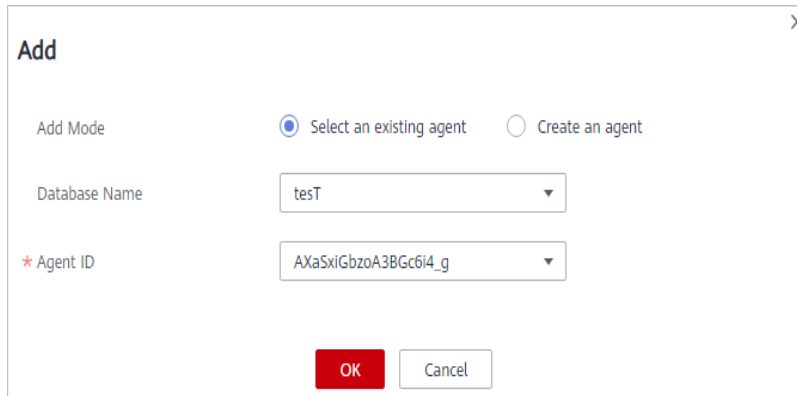 Add
Add Mode Select an existing agent Create an agent
Database Name tesT
* Agent ID AXaSxiGbzoA3BGc6i4_g
OK Cancel